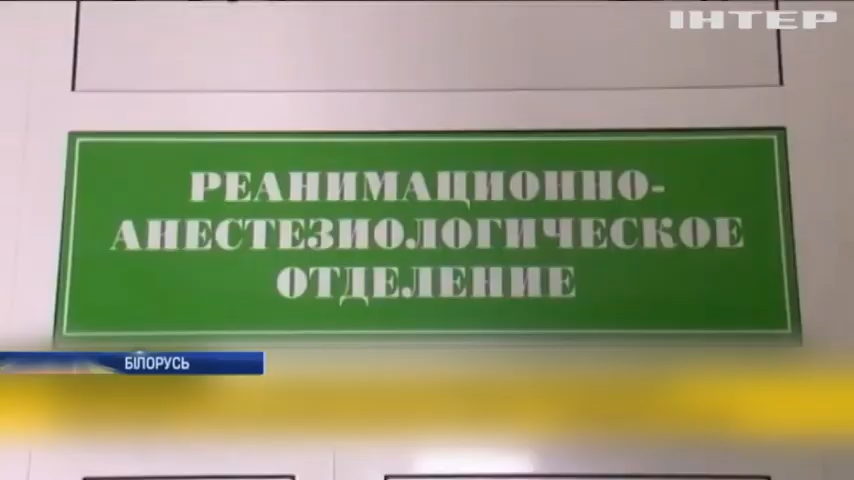 ІНТЕР
РЕАНИМАЦИОННО-
АНЕСТЕЗИОЛОГИЧЕСКОЕ
ОТДЕЛЕНИЕ
БІЛОРУСЬ